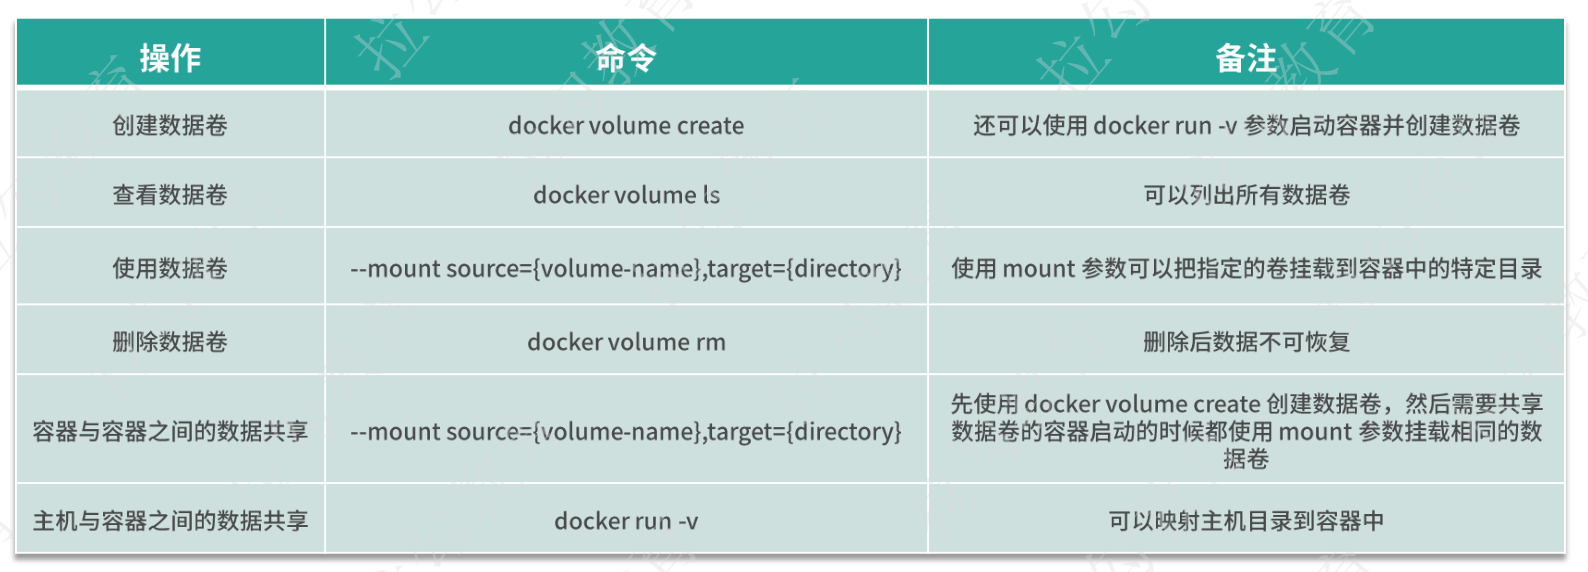 操作 命令 备注
创建数据卷 docker volume create 还可以使用 docker run -v 参数启动容器并创建数据卷
查看数据卷 docker volume ls 可以列出所有数据卷
使用数据卷 --mount source={volume-name},target={directory} 使用 mount 参数可以把指定的卷挂载到容器中的特定目录
删除数据卷 docker volume rm 删除后数据不可恢复
容器与容器之间的数据共享 --mount source={volume-name},target={directory} 先使用 docker volume create 创建数据卷，然后需要共享
数据卷的容器启动的时候都使用 mount 参数挂载相同的数
据卷
主机与容器之间的数据共享 docker run -v 可以映射主机目录到容器中